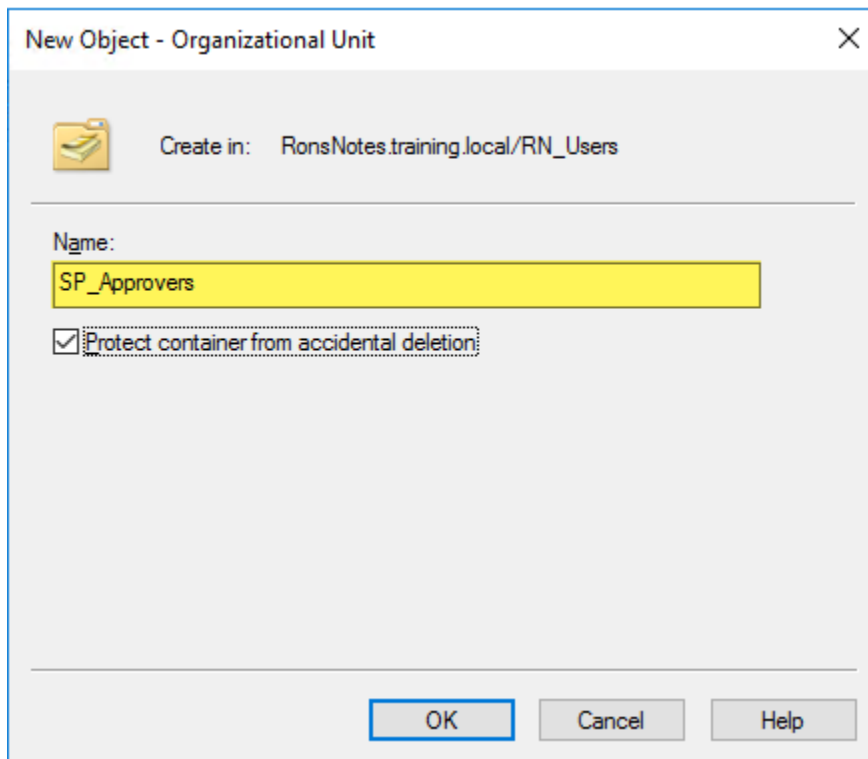 New Object - Organizational Unit
Create in: RonsNotes.training.local/RN_Users
Name:
SP_Approvers
Protect container from accidental deletion
OK Cancel Help